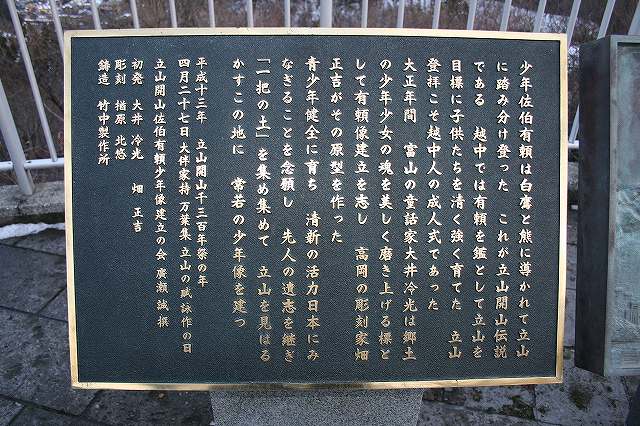 少年佐伯有頼は白鷹と熊に導かれて立山
に踏み分け登った　これが立山開山伝説
である　越中では有頼を鑑として立山を
目標に子供たちを清く強く育てた　立山
登拝こそ越中人の成人式であった
大正年間　富山の童話家大井冷光は郷土
の少年少女の魂を美しく磨き上げる標と
して有頼像建立を志し　高岡の彫刻家畑
正吉がその原型を作った
青少年健全に育ち　清新の活力日本にみ
なぎることを念願し　先人の遺志を継ぎ
「一把の土」を集め集めて　立山を見はる
かすこの地に　常若の少年像を建つ
平成十三年　立山開山千三百年祭の年
四月二十七日　大伴家持　万葉集　立山の賦詠作の日
立山開山佐伯有頼少年像建立の会　廣瀬　誠　撰
初発　大井　冷光　畑　正吉
彫刻　楢原　北悠
鋳造　竹中製作所